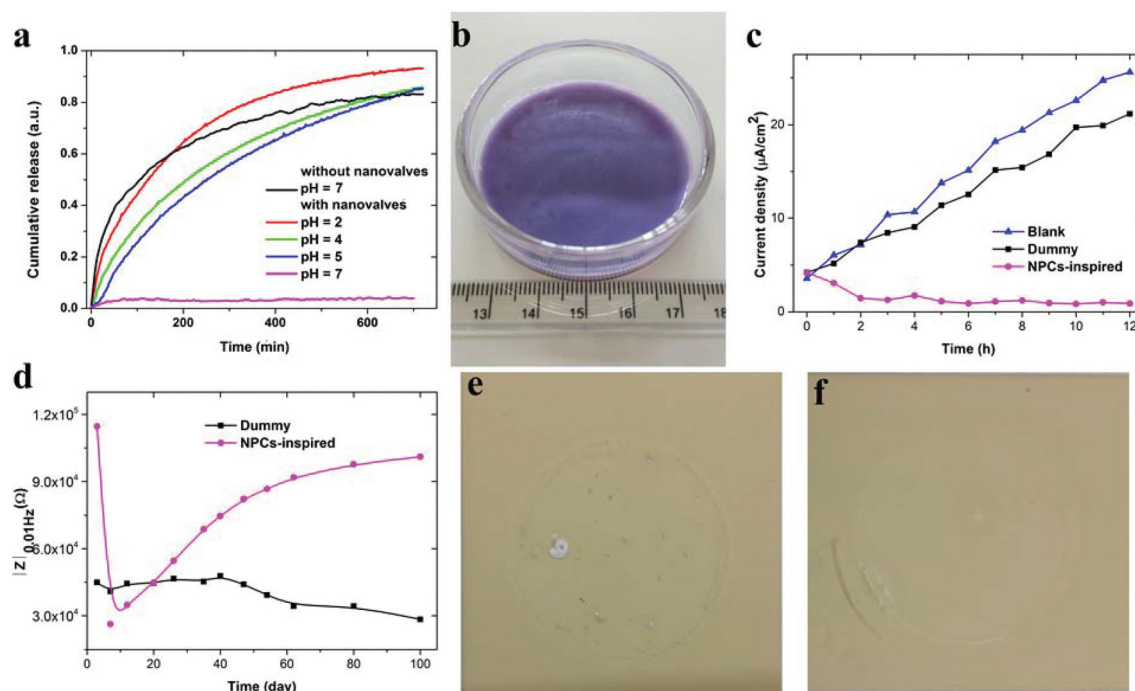 a
1.0
0.8
0.6
0.4
0.2
0.0
Cumulative release (a.u.)
without nanovalves
pH = 7
with nanovalves
pH = 2
pH = 4
pH = 5
pH = 7
0 200 400 600
Time (min)
b
13 14 15 16 17 18
c
20
10
0
Current density (µA/cm²)
Blank
Dummy
NPCs-inspired
0 2 4 6 8 10 12
Time (h)
d
1.2x10⁵
9.0x10⁴
6.0x10⁴
3.0x10⁴
|Z|0.01Hz(Ω)
Dummy
NPCs-inspired
0 20 40 60 80 100
Time (day)
e
f